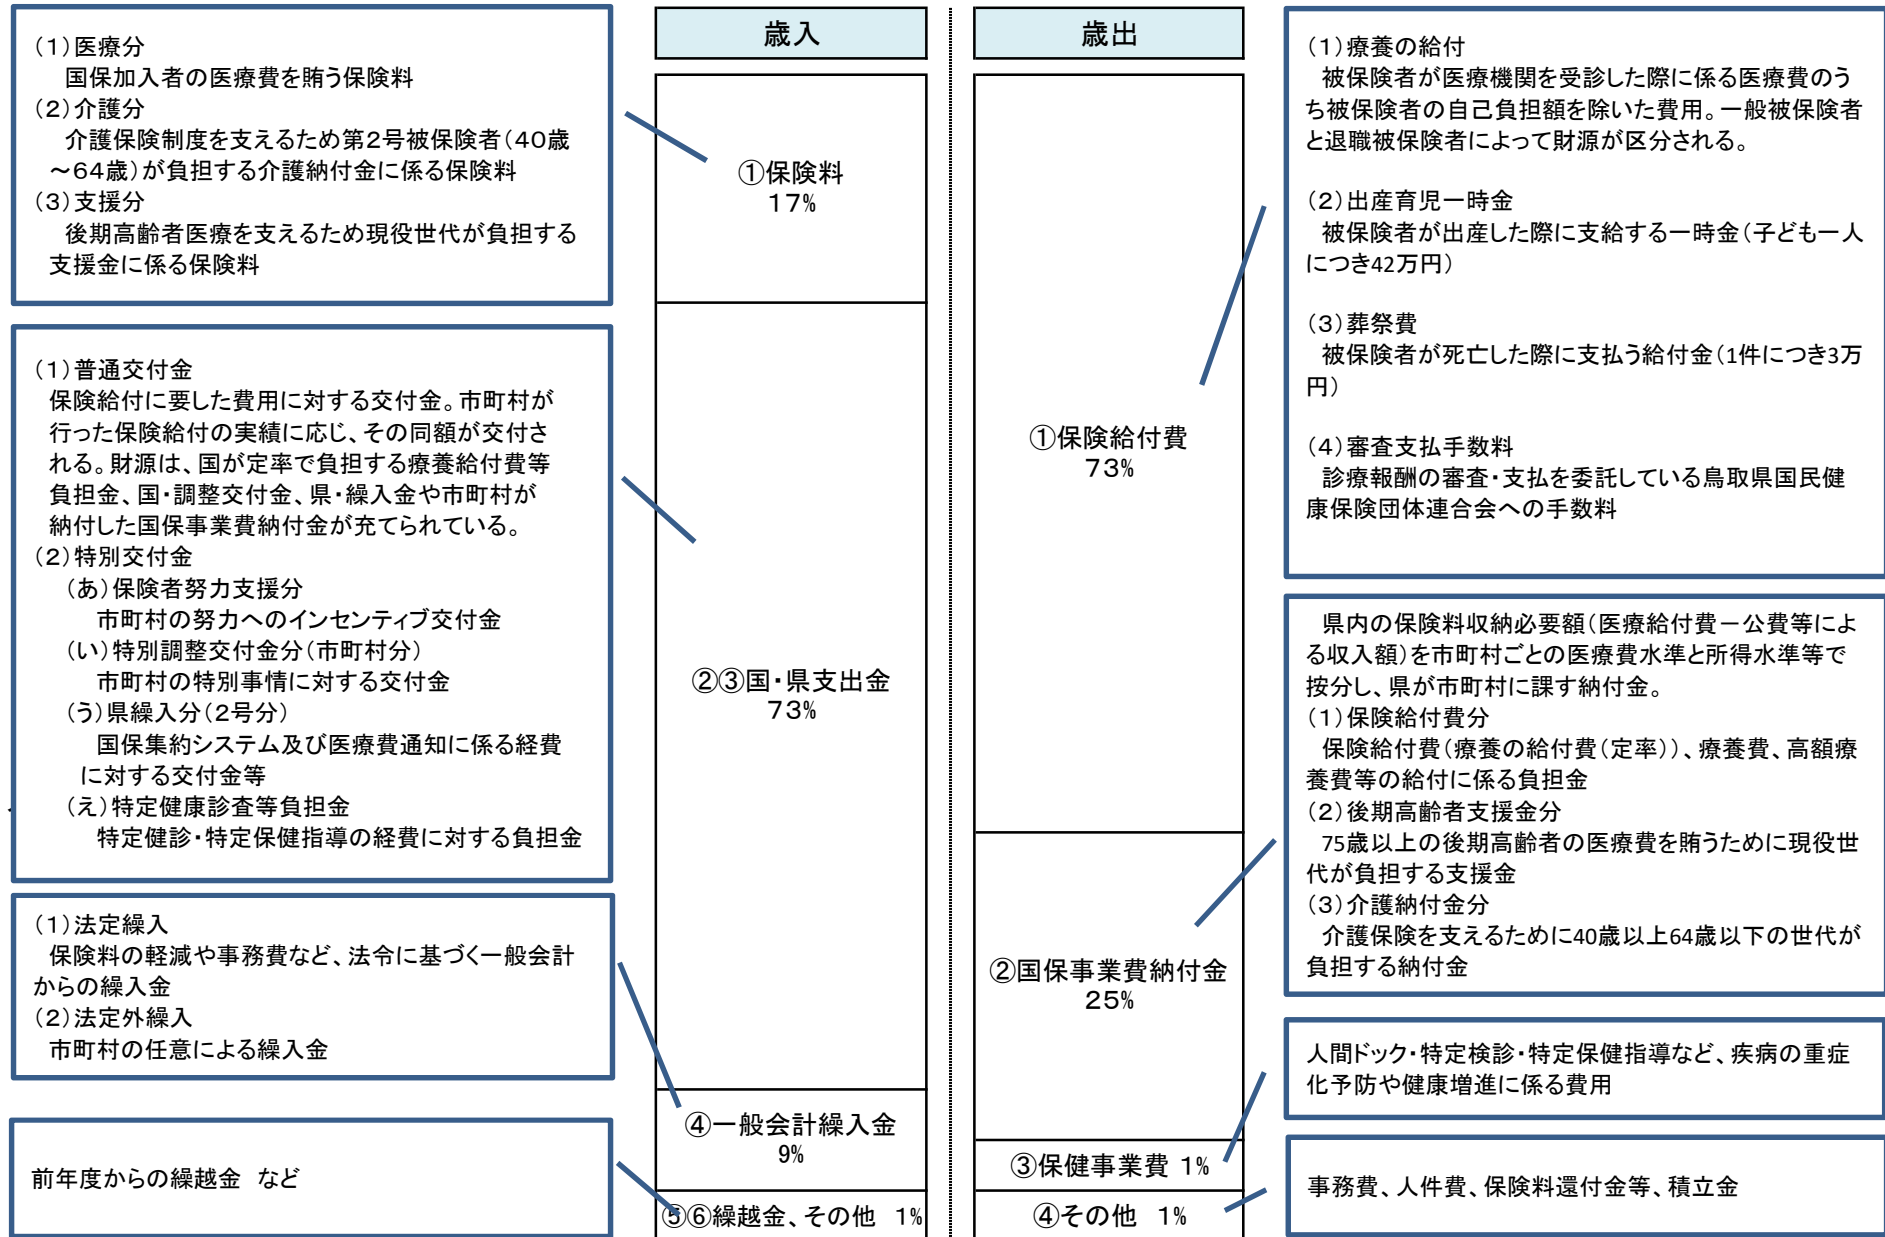 (1)医療分
国保加入者の医療費を賄う保険料
(2)介護分
介護保険制度を支えるため第2号被保険者(40歳
~64歳)が負担する介護納付金に係る保険料
(3)支援分
後期高齢者医療を支えるため現役世代が負担する
支援金に係る保険料
(1)普通交付金
保険給付に要した費用に対する交付金。市町村が
行った保険給付の実績に応じ、その同額が交付さ
れる。財源は、国が定率で負担する療養給付費等
負担金、国・調整交付金、県・繰入金や市町村が
納付した国保事業費納付金が充てられている。
(2)特別交付金
(あ)保険者努力支援分
市町村の努力へのインセンティブ交付金
(い)特別調整交付金分(市町村分)
市町村の特別事情に対する交付金
(う)県繰入分(2号分)
国保集約システム及び医療費通知に係る経費
に対する交付金等
(え)特定健康診査等負担金
特定健診・特定保健指導の経費に対する負担金
(1)法定繰入
保険料の軽減や事務費など、法令に基づく一般会計
からの繰入金
(2)法定外繰入
市町村の任意による繰入金
前年度からの繰越金 など
歳入
①保険料
17%
②③国・県支出金
73%
④一般会計繰入金
9%
⑤⑥繰越金、その他 1%
歳出
①保険給付費
73%
②国保事業費納付金
25%
③保健事業費 1%
④その他 1%
(1)療養の給付
被保険者が医療機関を受診した際に係る医療費のう
ち被保険者の自己負担額を除いた費用。一般被保険者
と退職被保険者によって財源が区分される。
(2)出産育児一時金
被保険者が出産した際に支給する一時金(子ども一人
につき42万円)
(3)葬祭費
被保険者が死亡した際に支払う給付金(1件につき3万
円)
(4)審査支払手数料
診療報酬の審査・支払を委託している鳥取県国民健
康保険団体連合会への手数料
県内の保険料収納必要額(医療給付費-公費等によ
る収入額)を市町村ごとの医療費水準と所得水準等で
按分し、県が市町村に課す納付金。
(1)保険給付費分
保険給付費(療養の給付費(定率))、療養費、高額療
養費等の給付に係る負担金
(2)後期高齢者支援金分
75歳以上の後期高齢者の医療費を賄うために現役世
代が負担する支援金
(3)介護納付金分
介護保険を支えるために40歳以上64歳以下の世代が
負担する納付金
人間ドック・特定検診・特定保健指導など、疾病の重症
化予防や健康増進に係る費用
事務費、人件費、保険料還付金等、積立金